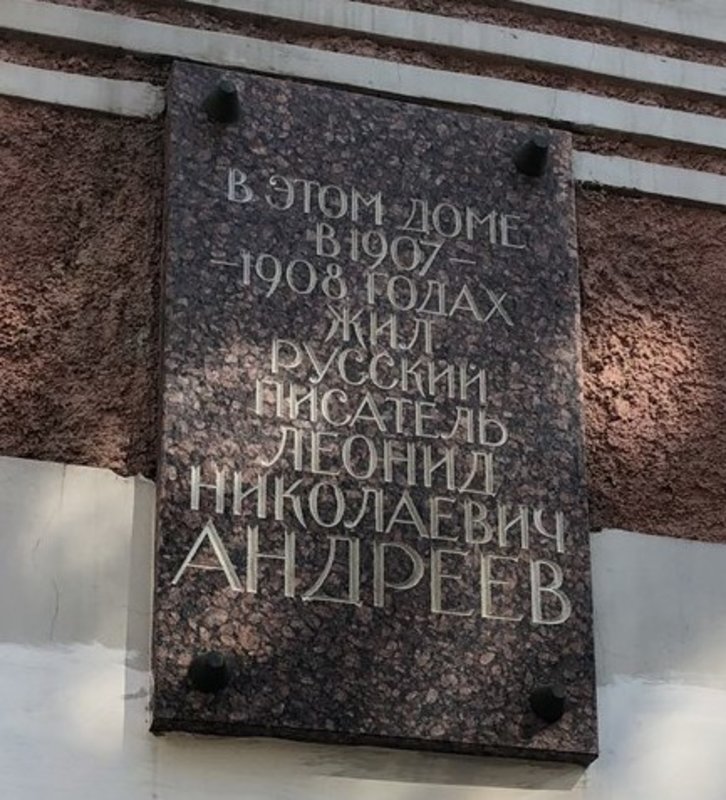 В ЭТОМ ДОМЕ
В 1907–
–1908 ГОДАХ
ЖИЛ
РУССКИЙ
ПИСАТЕЛЬ
ЛЕОНИД
НИКОЛАЕВИЧ
АНДРЕЕВ